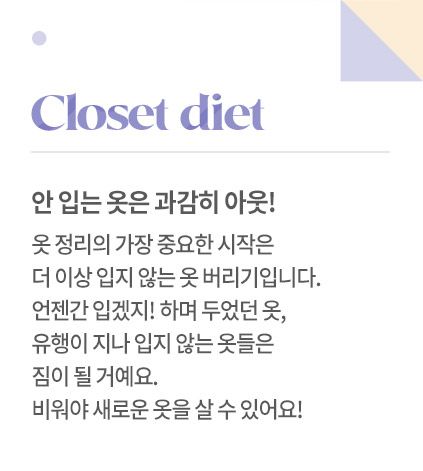 Closet diet
안 입는 옷은 과감히 아웃!
옷 정리의 가장 중요한 시작은
더 이상 입지 않는 옷 버리기입니다.
언젠간 입겠지! 하며 두었던 옷,
유행이 지나 입지 않는 옷들은
짐이 될 거예요.
비워야 새로운 옷을 살 수 있어요!